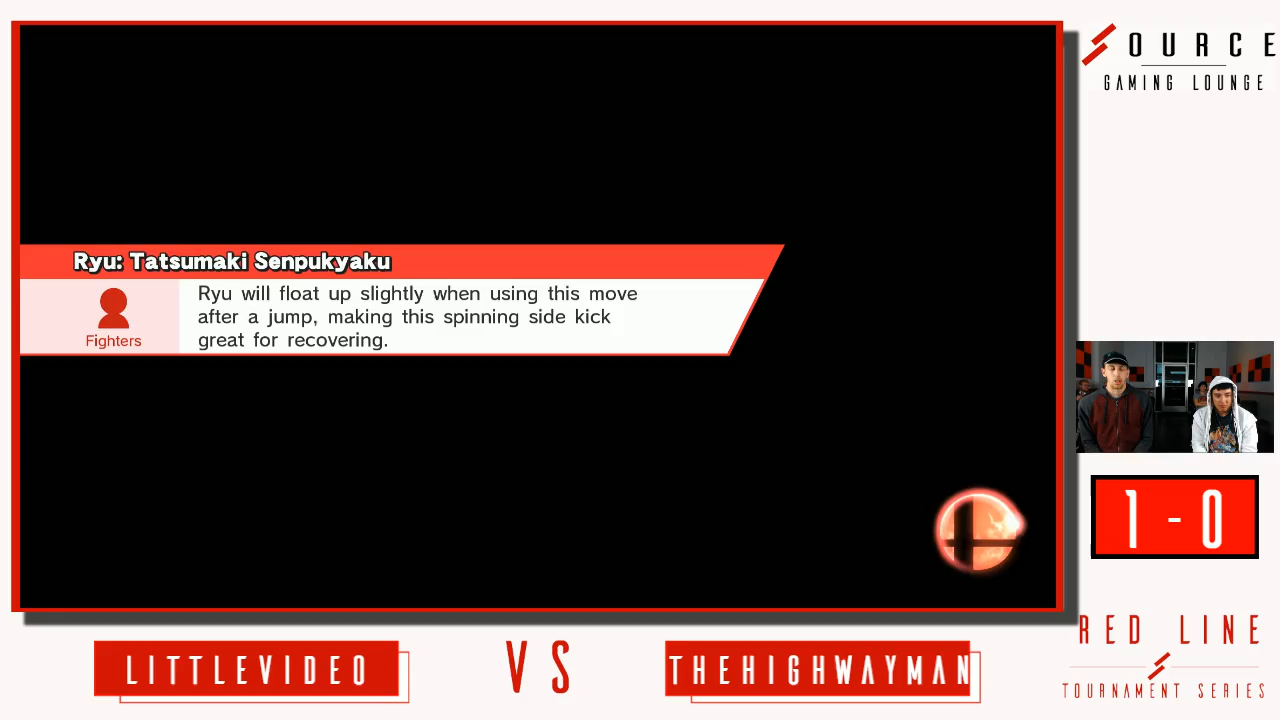 SOURCE
GAMING LOUNGE
Ryu: Tatsumaki Senpukyaku
Ryu will float up slightly when using this move
after a jump, making this spinning side kick
great for recovering.
Fighters
1 - 0
LITTLEVIDEO
VS
THEHIGHWAYMAN
RED LINE
TOURNAMENT SERIES